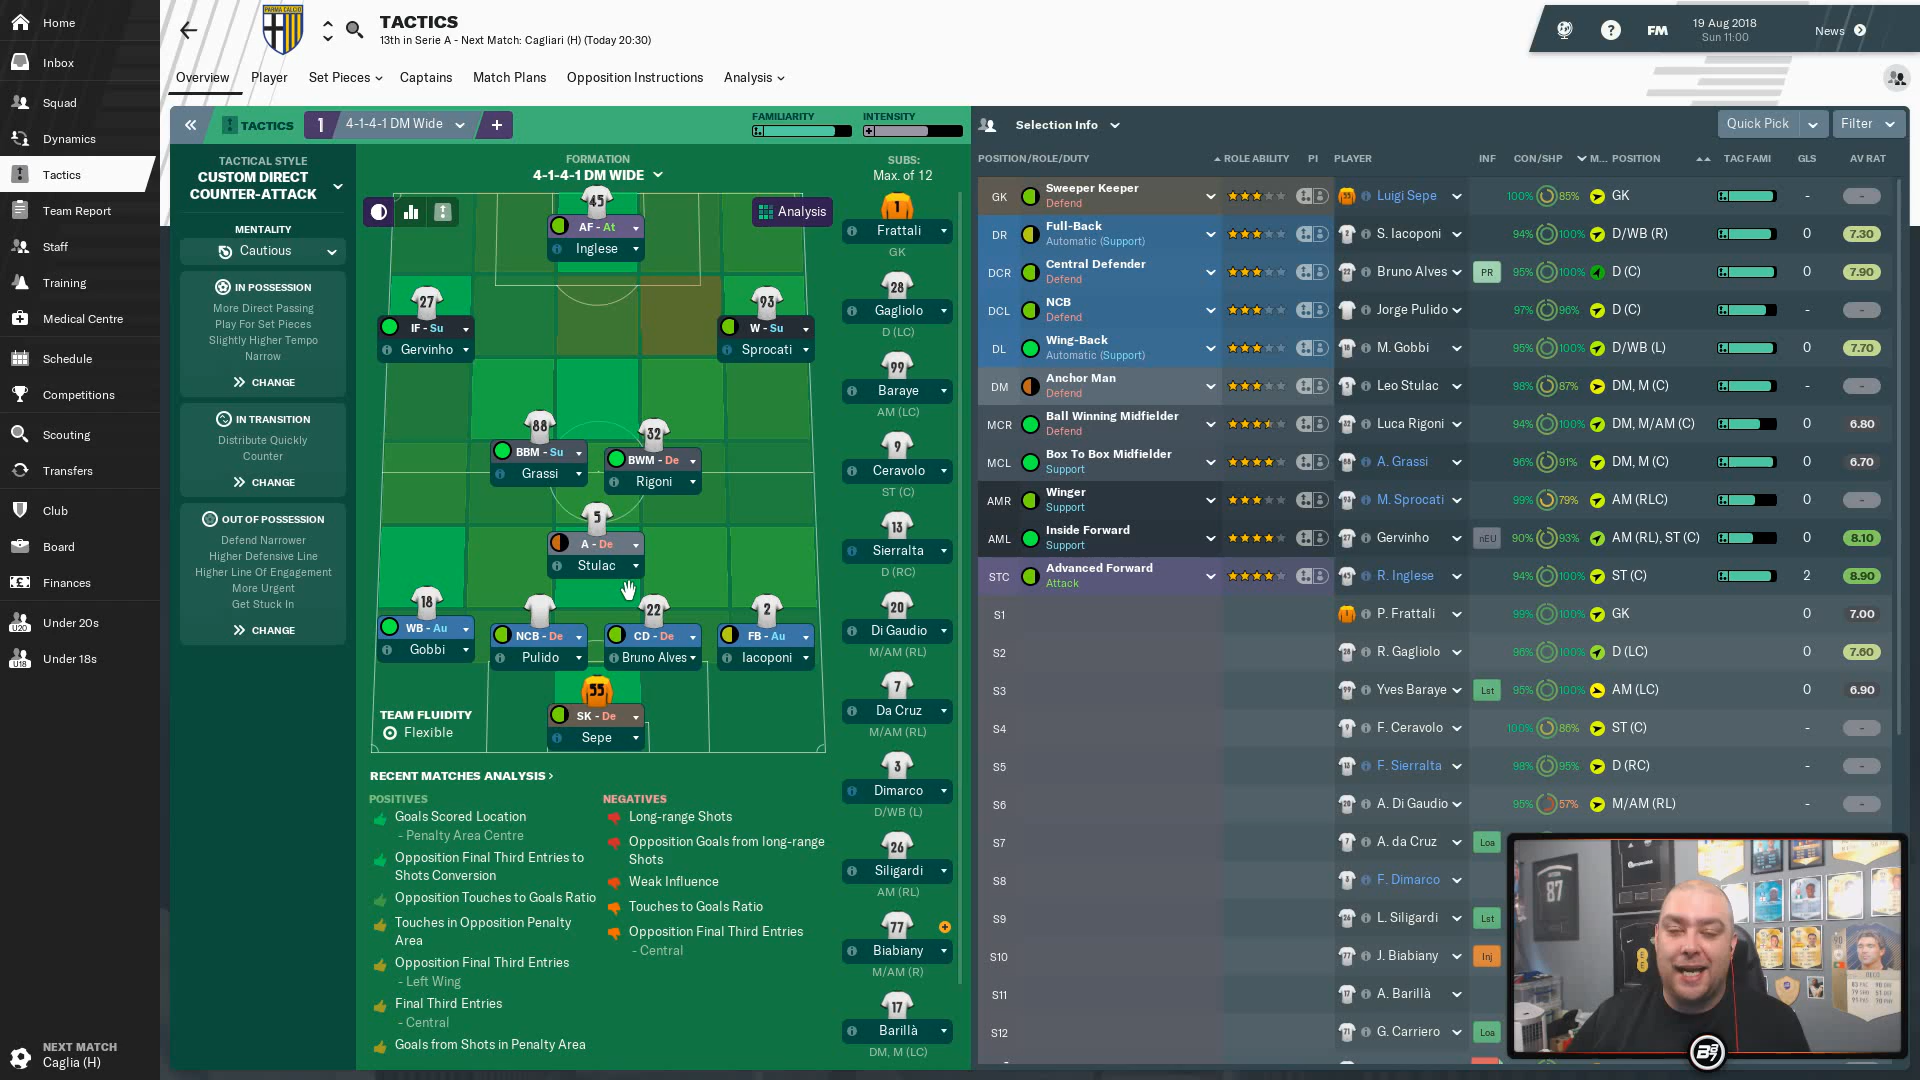 Home
Inbox
Squad
Dynamics
Tactics
Team Report
Staff
Training
Medical Centre
Schedule
Competitions
Scouting
Transfers
Club
Board
Finances
U20 Under 20s
U18 Under 18s
NEXT MATCH
Caglia (H)
TACTICS
13th in Serie A - Next Match: Cagliari (H) (Today 20:30)
? FM
19 Aug 2018
Sun 11:00
News
Overview Player Set Pieces Captains Match Plans Opposition Instructions Analysis
TACTICS 1 4-1-4-1 DM Wide +
FAMILIARITY INTENSITY
TACTICAL STYLE
CUSTOM DIRECT
COUNTER-ATTACK
MENTALITY
Cautious
IN POSSESSION
More Direct Passing
Play For Set Pieces
Slightly Higher Tempo
Narrow
CHANGE
IN TRANSITION
Distribute Quickly
Counter
CHANGE
OUT OF POSSESSION
Defend Narrower
Higher Defensive Line
Higher Line Of Engagement
More Urgent
Get Stuck In
CHANGE
FORMATION
4-1-4-1 DM WIDE
Analysis
45
AF - At
Inglese
27
IF - Su
Gervinho
93
W - Su
Sprocati
88
BBM - Su
Grassi
32
BWM - De
Rigoni
5
A - De
Stulac
18
WB - Au
Gobbi
NCB - De
Pulido
22
CD - De
Bruno Alves
2
FB - Au
Iacoponi
55
SK - De
Sepe
TEAM FLUIDITY
Flexible
RECENT MATCHES ANALYSIS
POSITIVES
Goals Scored Location
- Penalty Area Centre
Opposition Final Third Entries to
Shots Conversion
Opposition Touches to Goals Ratio
Touches in Opposition Penalty
Area
Opposition Final Third Entries
- Left Wing
Final Third Entries
- Central
Goals from Shots in Penalty Area
NEGATIVES
Long-range Shots
Opposition Goals from long-range
Shots
Weak Influence
Touches to Goals Ratio
Opposition Final Third Entries
- Central
SUBS:
Max. of 12
1
Frattali
GK
28
Gagliolo
D (LC)
99
Baraye
AM (LC)
9
Ceravolo
ST (C)
13
Sierralta
D (RC)
20
Di Gaudio
M/AM (RL)
7
Da Cruz
M/AM (RL)
3
Dimarco
D/WB (L)
26
Siligardi
AM (RL)
77
Biabiany
M/AM (R)
17
Barillà
DM, M (LC)
Selection Info
Quick Pick Filter
POSITION/ROLE/DUTY ROLE ABILITY PI PLAYER INF CON/SHP M... POSITION TAC FAMI GLS AV RAT
GK Sweeper Keeper Defend Luigi Sepe 100% 85% GK - -
DR Full-Back Automatic (Support) S. Iacoponi 94% 100% D/WB (R) 0 7.30
DCR Central Defender Defend Bruno Alves PR 95% 100% D (C) 0 7.90
DCL NCB Defend Jorge Pulido 97% 96% D (C) - -
DL Wing-Back Automatic (Support) M. Gobbi 95% 100% D/WB (L) 0 7.70
DM Anchor Man Defend Leo Stulac 98% 87% DM, M (C) - -
MCR Ball Winning Midfielder Defend Luca Rigoni 94% 100% DM, M/AM (C) 0 6.80
MCL Box To Box Midfielder Support A. Grassi 96% 91% DM, M (C) 0 6.70
AMR Winger Support M. Sprocati 99% 79% AM (RLC) 0 -
AML Inside Forward Support Gervinho nEU 90% 93% AM (RL), ST (C) 0 8.10
STC Advanced Forward Attack R. Inglese 94% 100% ST (C) 2 8.90
S1 P. Frattali 99% 100% GK 0 7.00
S2 R. Gagliolo 96% 100% D (LC) 0 7.60
S3 Yves Baraye Lst 95% 100% AM (LC) 0 6.90
S4 F. Ceravolo 100% 86% ST (C) - -
S5 F. Sierralta 98% 95% D (RC) - -
S6 A. Di Gaudio 95% 57% M/AM (RL) - -
S7 A. da Cruz Loa
S8 F. Dimarco
S9 L. Siligardi Lst
S10 J. Biabiany Inj
S11 A. Barillà
S12 G. Carriero Loa
87